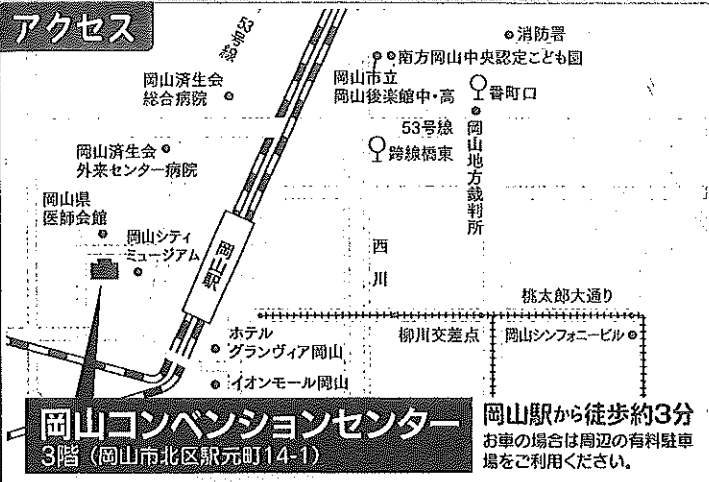 アクセス
53号線
消防署
南方岡山中央認定こども園
岡山市立
岡山後楽館中・高
番町口
岡山済生会
総合病院
53号線
跨線橋東
岡山地方裁判所
岡山済生会
外来センター病院
岡山県
医師会館
岡山シティ
ミュージアム
岡山駅
西川
桃太郎大通り
柳川交差点
岡山シンフォニービル
ホテル
グランヴィア岡山
イオンモール岡山
岡山コンベンションセンター
3階（岡山市北区駅元町14-1）
岡山駅から徒歩約3分
お車の場合は周辺の有料駐車
場をご利用ください。